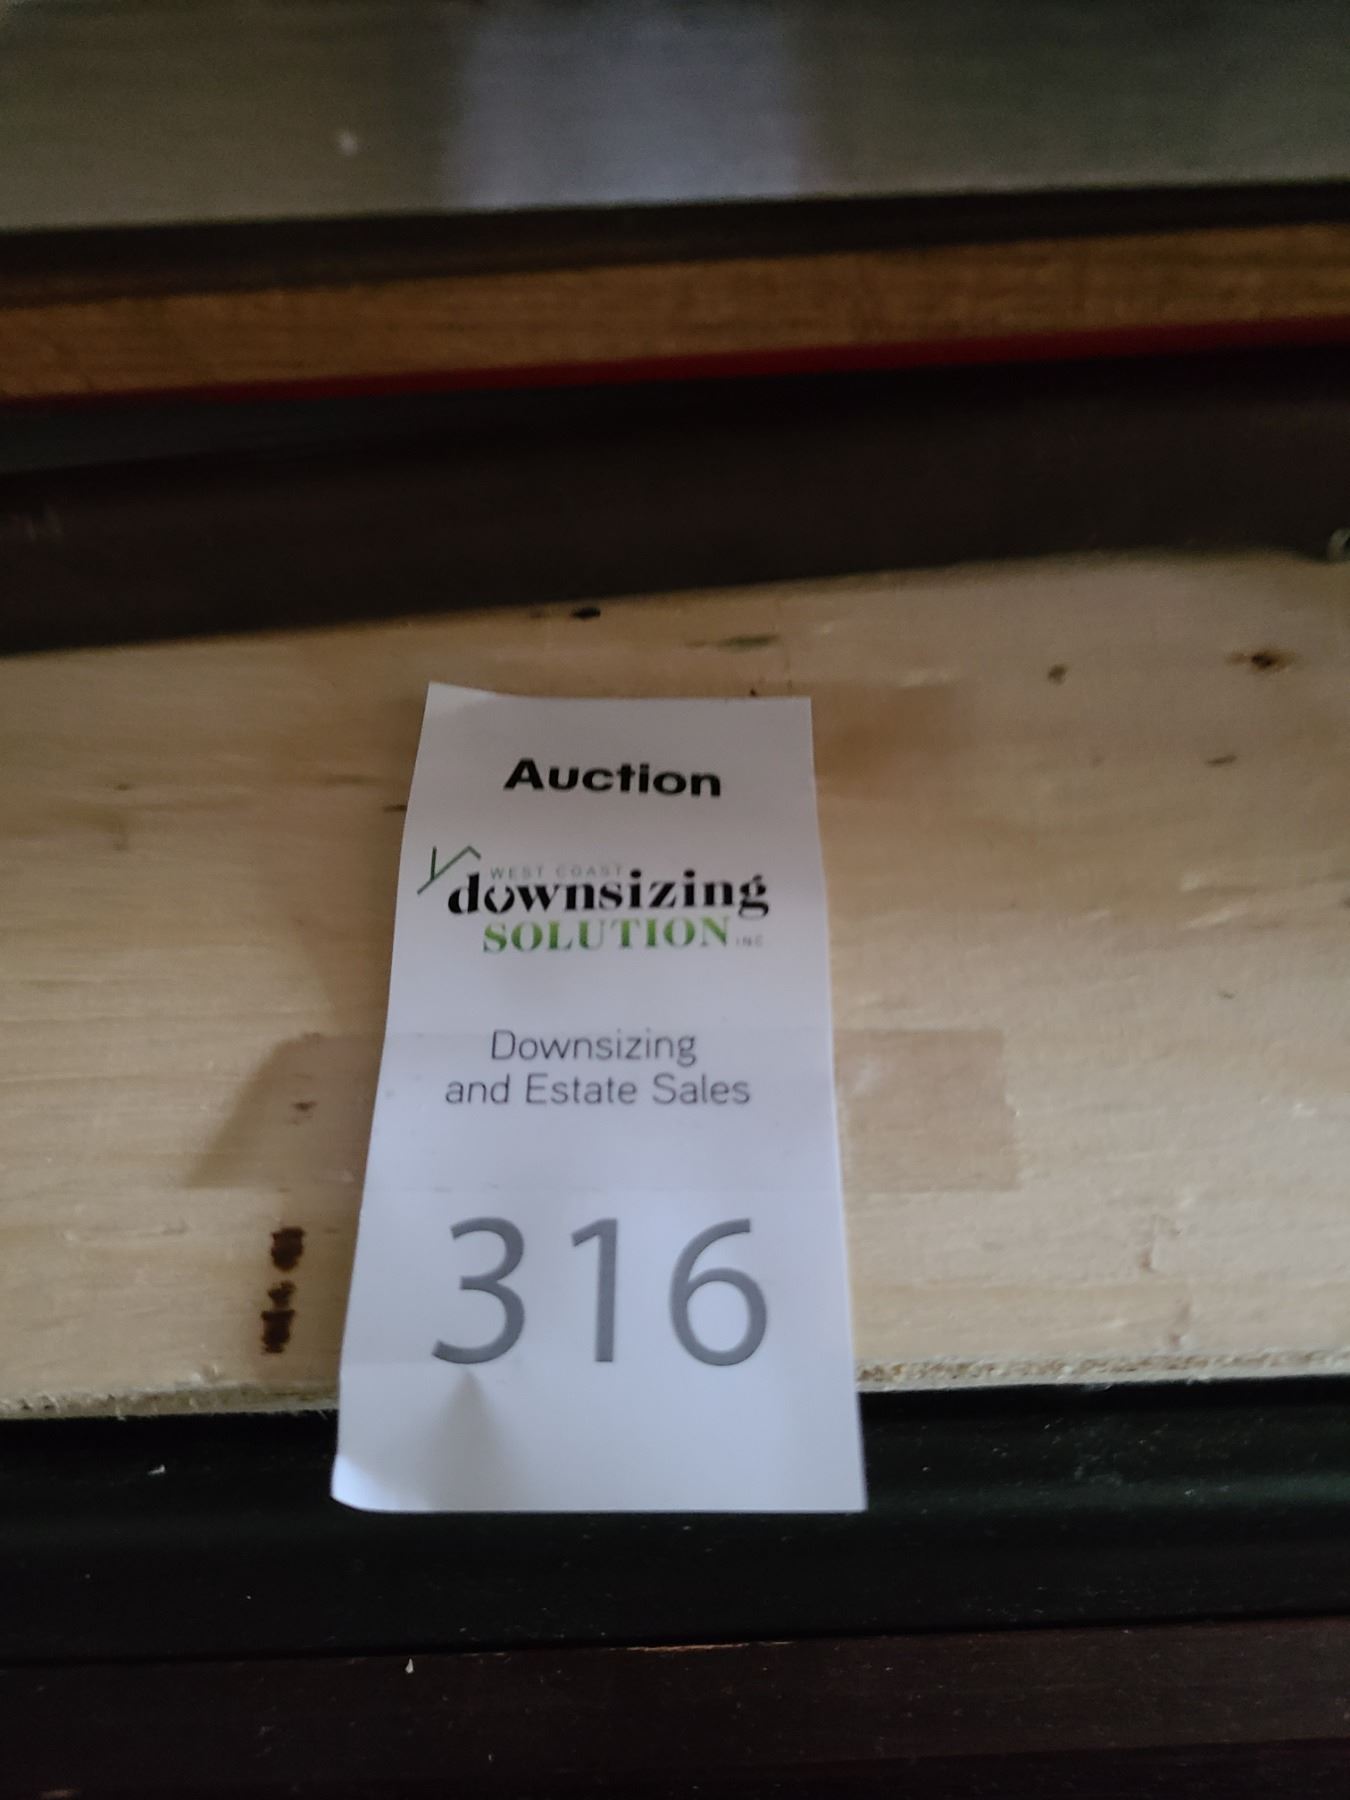 Auction
WEST COAST
downsizing
SOLUTION INC
Downsizing
and Estate Sales
316